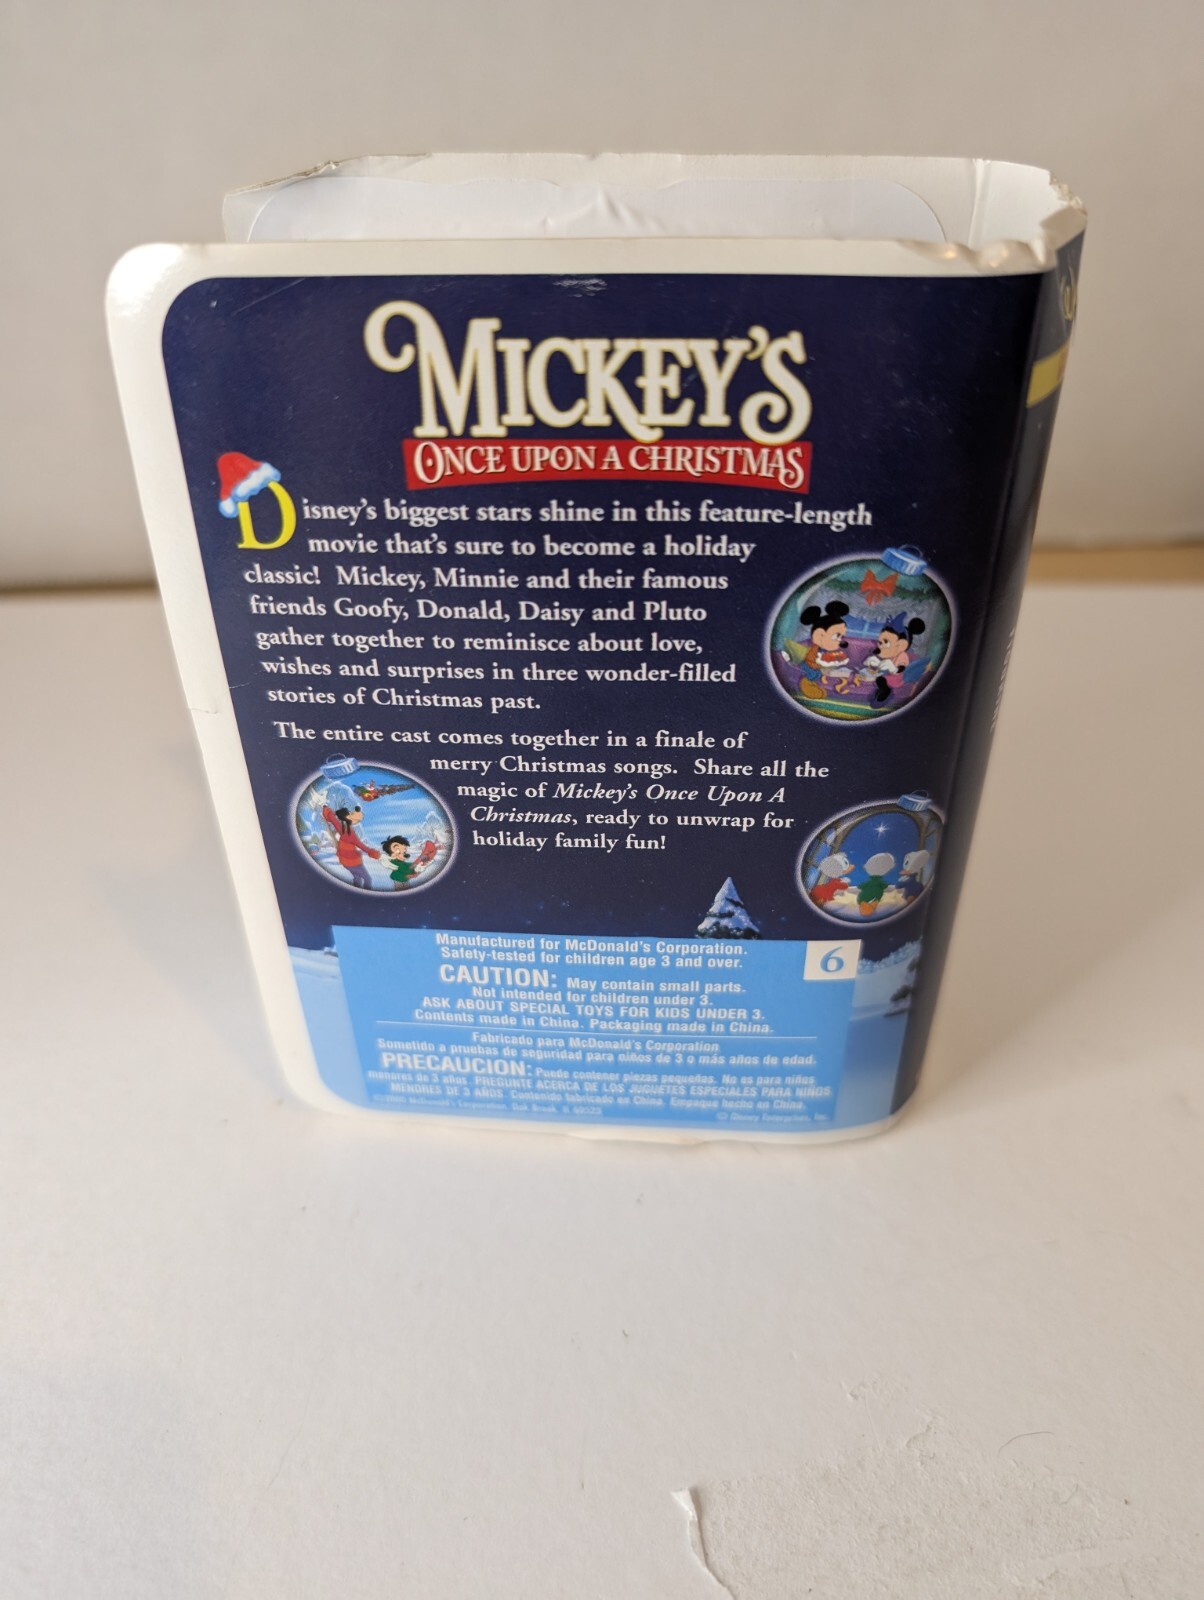 MICKEY'S
ONCE UPON A CHRISTMAS
Disney's biggest stars shine in this feature-length
movie that's sure to become a holiday
classic! Mickey, Minnie and their famous
friends Goofy, Donald, Daisy and Pluto
gather together to reminisce about love,
wishes and surprises in three wonder-filled
stories of Christmas past.
The entire cast comes together in a finale of
merry Christmas songs. Share all the
magic of Mickey's Once Upon A
Christmas, ready to unwrap for
holiday family fun!
Manufactured for McDonald's Corporation.
Safety-tested for children age 3 and over.
CAUTION: May contain small parts.
Not intended for children under 3.
ASK ABOUT SPECIAL TOYS FOR KIDS UNDER 3.
Contents made in China. Packaging made in China.
6
Fabricado para McDonald's Corporation
Sometido a pruebas de seguridad para niños de 3 o más años de edad.
PRECAUCION: Puede contener piezas pequeñas. No es para niños
menores de 3 años. PREGUNTE ACERCA DE LOS JUGUETES ESPECIALES PARA NIÑOS
MENORES DE 3 AÑOS. Contenido fabricado en China. Empaque hecho en China.
McDonald's Corporation, Oak Brook, IL 60523
© Disney Enterprises, Inc.